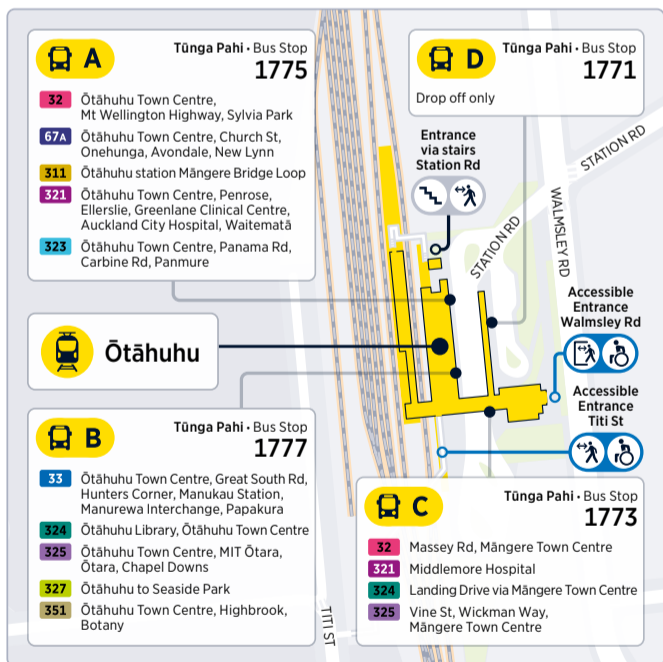 A
Tūnga Pahi • Bus Stop
1775
32 Ōtāhuhu Town Centre,
Mt Wellington Highway, Sylvia Park
67A Ōtāhuhu Town Centre, Church St,
Onehunga, Avondale, New Lynn
311 Ōtāhuhu station Māngere Bridge Loop
321 Ōtāhuhu Town Centre, Penrose,
Ellerslie, Greenlane Clinical Centre,
Auckland City Hospital, Waitematā
323 Ōtāhuhu Town Centre, Panama Rd,
Carbine Rd, Panmure
D
Tūnga Pahi • Bus Stop
1771
Drop off only
Entrance
via stairs
Station Rd
STATION RD
STATION RD
WALMSLEY RD
Accessible
Entrance
Walmsley Rd
Accessible
Entrance
Titi St
Ōtāhuhu
B
Tūnga Pahi • Bus Stop
1777
33 Ōtāhuhu Town Centre, Great South Rd,
Hunters Corner, Manukau Station,
Manurewa Interchange, Papakura
324 Ōtāhuhu Library, Ōtāhuhu Town Centre
325 Ōtāhuhu Town Centre, MIT Ōtara,
Ōtara, Chapel Downs
327 Ōtāhuhu to Seaside Park
351 Ōtāhuhu Town Centre, Highbrook,
Botany
TITI ST
C
Tūnga Pahi • Bus Stop
1773
32 Massey Rd, Māngere Town Centre
321 Middlemore Hospital
324 Landing Drive via Māngere Town Centre
325 Vine St, Wickman Way,
Māngere Town Centre